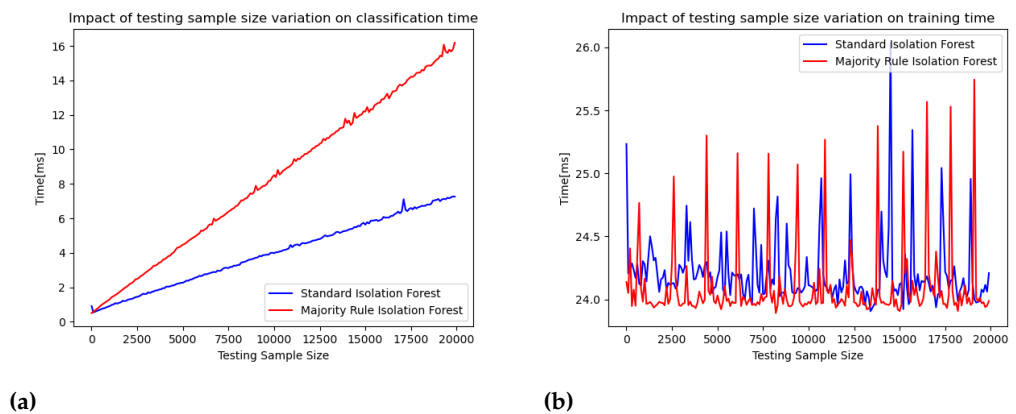 Impact of testing sample size variation on classification time
Time[ms]
16
14
12
10
8
6
4
2
0
0 2500 5000 7500 10000 12500 15000 17500 20000
Testing Sample Size
Standard Isolation Forest
Majority Rule Isolation Forest
(a)
Impact of testing sample size variation on training time
Time[ms]
26.0
25.5
25.0
24.5
24.0
0 2500 5000 7500 10000 12500 15000 17500 20000
Testing Sample Size
Standard Isolation Forest
Majority Rule Isolation Forest
(b)